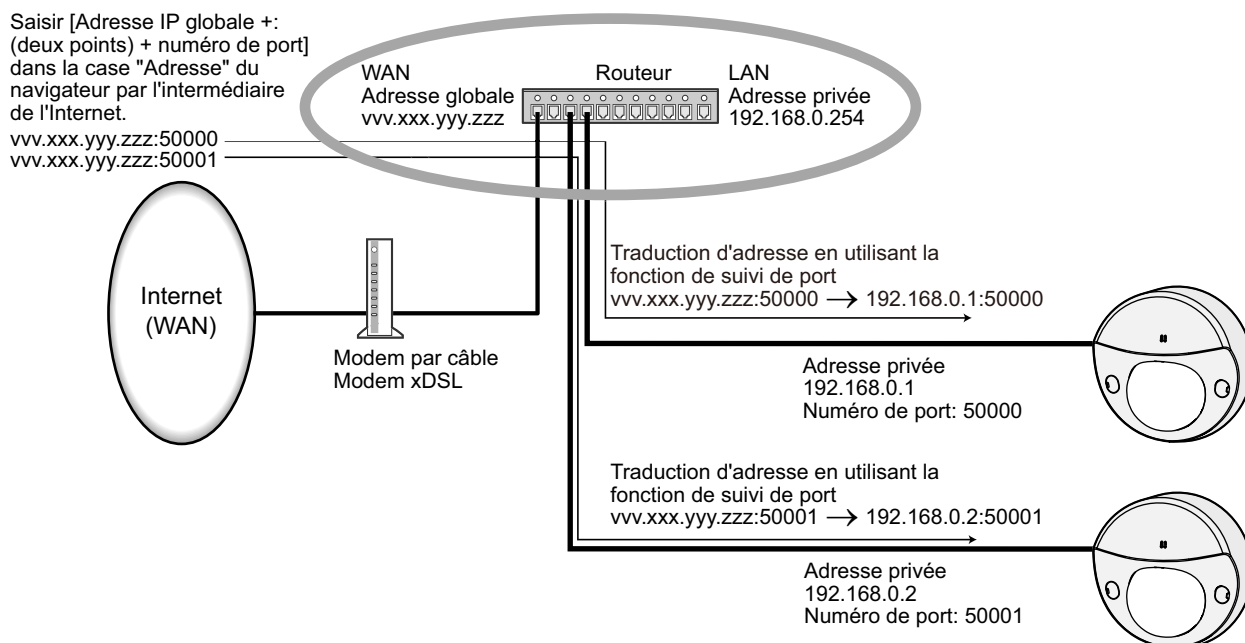 Saisir [Adresse IP globale +:
(deux points) + numéro de port]
dans la case "Adresse" du
navigateur par l'intermédiaire
de l'Internet.
vvv.xxx.yyy.zzz:50000
vvv.xxx.yyy.zzz:50001
WAN
Adresse globale
vvv.xxx.yyy.zzz
Routeur
LAN
Adresse privée
192.168.0.254
Internet
(WAN)
Modem par câble
Modem xDSL
Traduction d'adresse en utilisant la
fonction de suivi de port
vvv.xxx.yyy.zzz:50000 → 192.168.0.1:50000
Adresse privée
192.168.0.1
Numéro de port: 50000
Traduction d'adresse en utilisant la
fonction de suivi de port
vvv.xxx.yyy.zzz:50001 → 192.168.0.2:50001
Adresse privée
192.168.0.2
Numéro de port: 50001